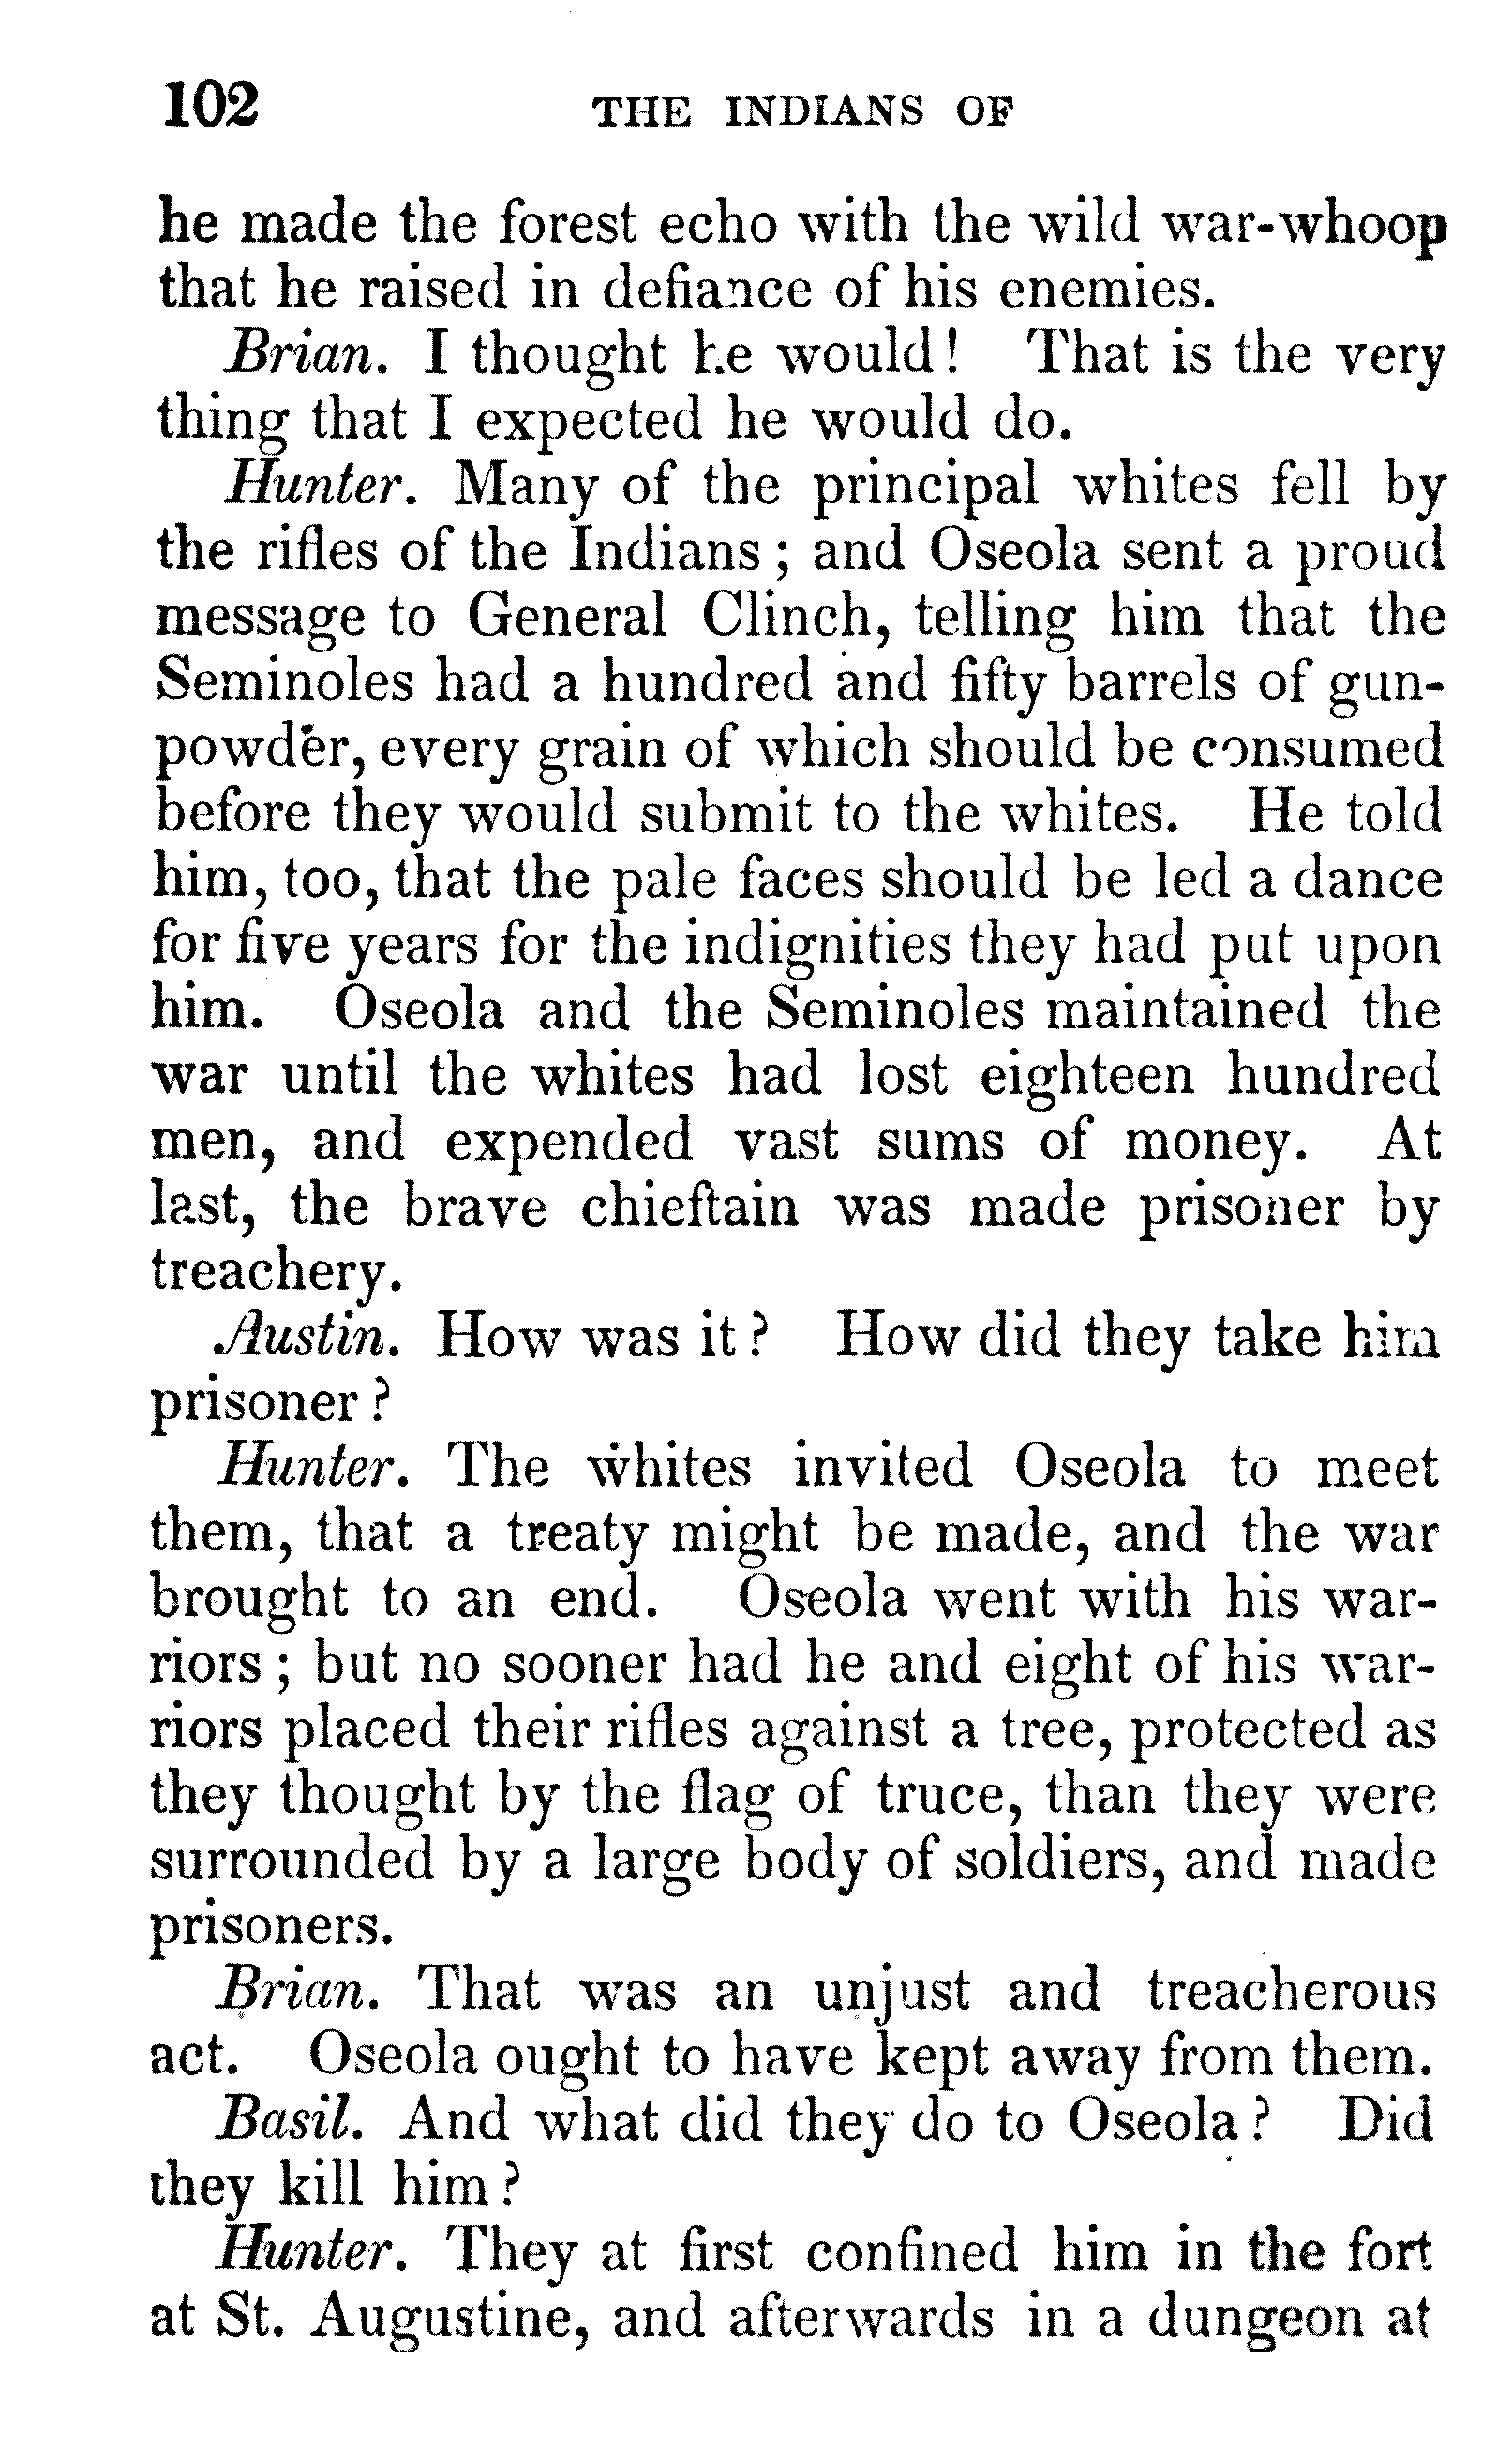 102 THE INDIANS OF
he made the forest echo with the wild war-whoop
that he raised in defiance of his enemies.
Brian. I thought he would! That is the very
thing that I expected he would do.
Hunter. Many of the principal whites fell by
the rifles of the Indians; and Oseola sent a proud
message to General Clinch, telling him that the
Seminoles had a hundred and fifty barrels of gun-
powder, every grain of which should be consumed
before they would submit to the whites. He told
him, too, that the pale faces should be led a dance
for five years for the indignities they had put upon
him. Oseola and the Seminoles maintained the
war until the whites had lost eighteen hundred
men, and expended vast sums of money. At
last, the brave chieftain was made prisoner by
treachery.
Austin. How was it? How did they take him
prisoner?
Hunter. The whites invited Oseola to meet
them, that a treaty might be made, and the war
brought to an end. Oseola went with his war-
riors; but no sooner had he and eight of his war-
riors placed their rifles against a tree, protected as
they thought by the flag of truce, than they were
surrounded by a large body of soldiers, and made
prisoners.
Brian. That was an unjust and treacherous
act. Oseola ought to have kept away from them.
Basil. And what did they do to Oseola? Did
they kill him?
Hunter. They at first confined him in the fort
at St. Augustine, and afterwards in a dungeon at